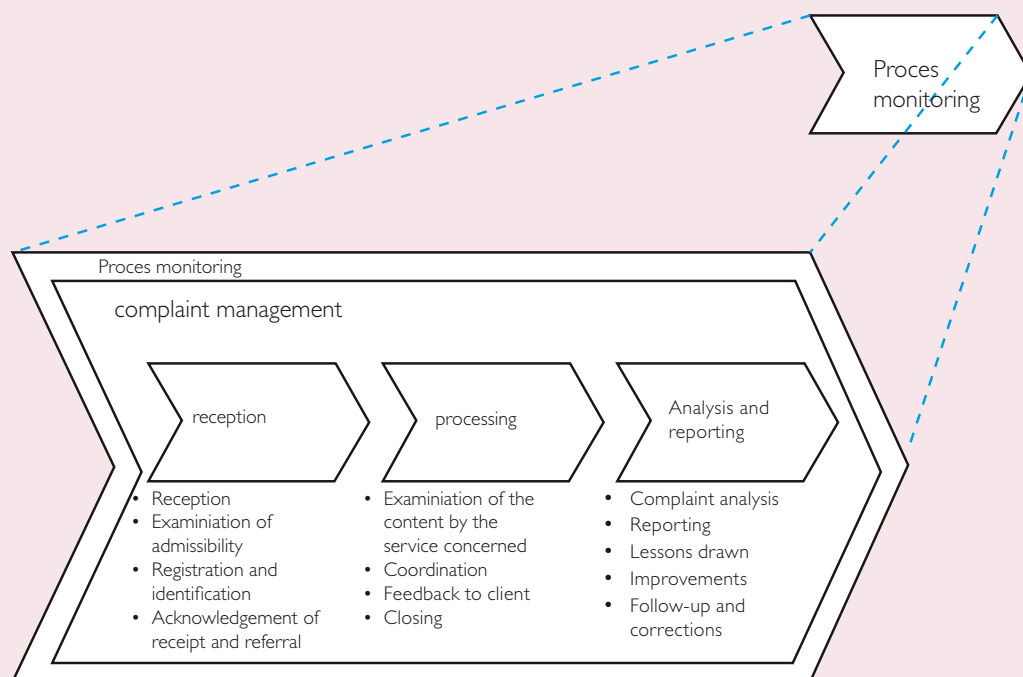 Proces
monitoring
Proces monitoring
complaint management
reception
• Reception
• Examiniation of
admissibility
• Registration and
identification
• Acknowledgement of
receipt and referral
processing
• Examiniation of the
content by the
service concerned
• Coordination
• Feedback to client
• Closing
Analysis and
reporting
• Complaint analysis
• Reporting
• Lessons drawn
• Improvements
• Follow-up and
corrections